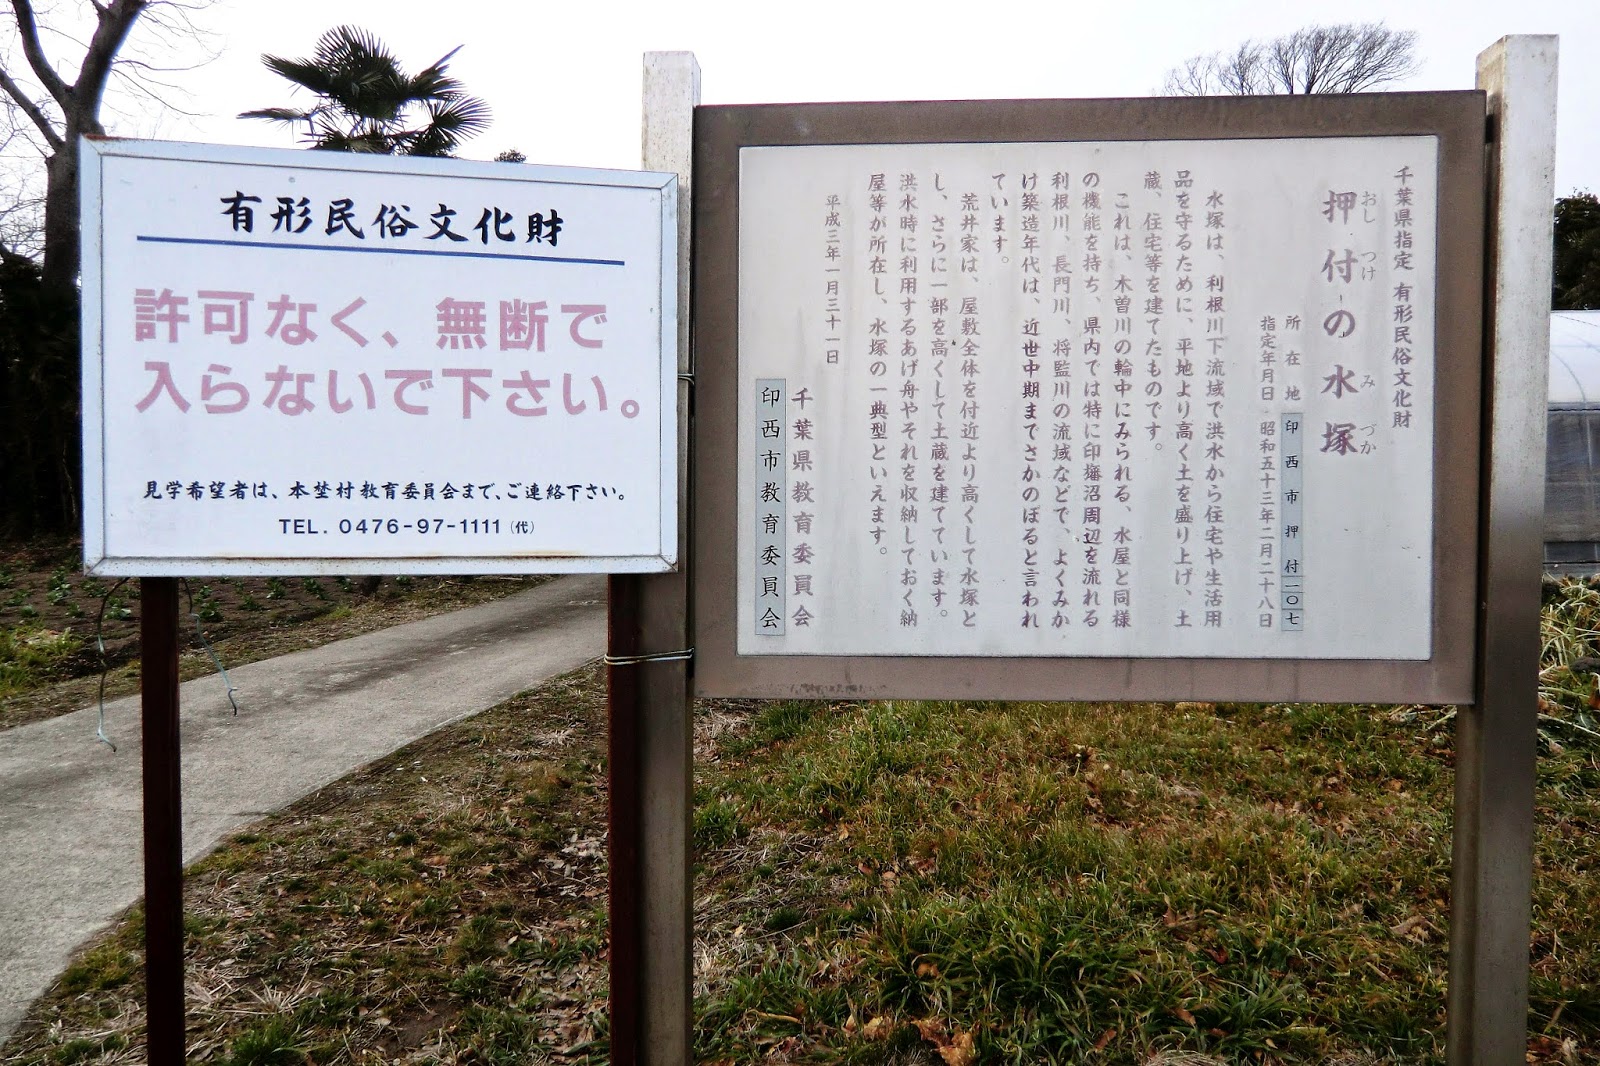 有形民俗文化財
許可なく、無断で
入らないで下さい。
見学希望者は、本埜村教育委員会まで、ご連絡下さい。
TEL. 0476-97-1111（代）
千葉県指定 有形民俗文化財
押付の水塚
おし つけ み づか
所在地 印西市押付一〇七
指定年月日 昭和五十三年二月二十八日
水塚は、利根川下流域で洪水から住宅や生活用
品を守るために、平地より高く土を盛り上げ、土
蔵、住宅等を建てたものです。
これは、木曽川の輪中にみられる、水屋と同様
の機能を持ち、県内では特に印旛沼周辺を流れる
利根川、長門川、将監川の流域などで、よくみか
け築造年代は、近世中期までさかのぼると言われ
ています。
荒井家は、屋敷全体を付近より高くして水塚と
し、さらに一部を高くして土蔵を建てています。
洪水時に利用するあげ舟やそれを収納しておく納
屋等が所在し、水塚の一典型といえます。
平成三年一月三十一日
千葉県教育委員会
印西市教育委員会